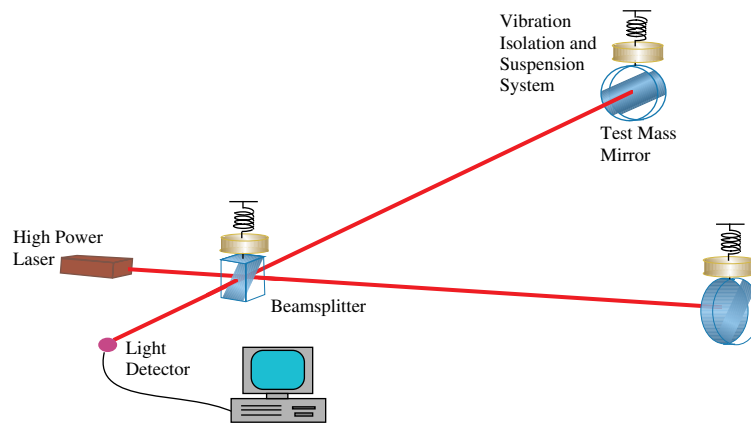 Vibration
Isolation and
Suspension
System
Test Mass
Mirror
High Power
Laser
Beamsplitter
Light
Detector